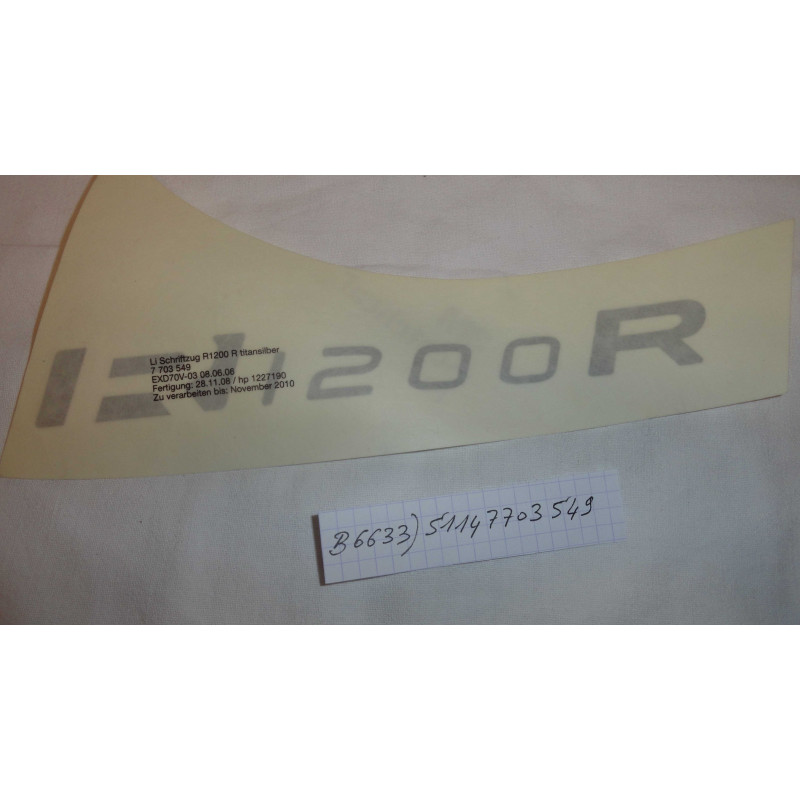 Li Schriftzug R1200 R titansilber
7 703 549
EXD70V-03 08.06.06
Fertigung: 28.11.08 / hp 1227190
Zu verarbeiten bis: November 2010
1200R
B6633) 51147703549